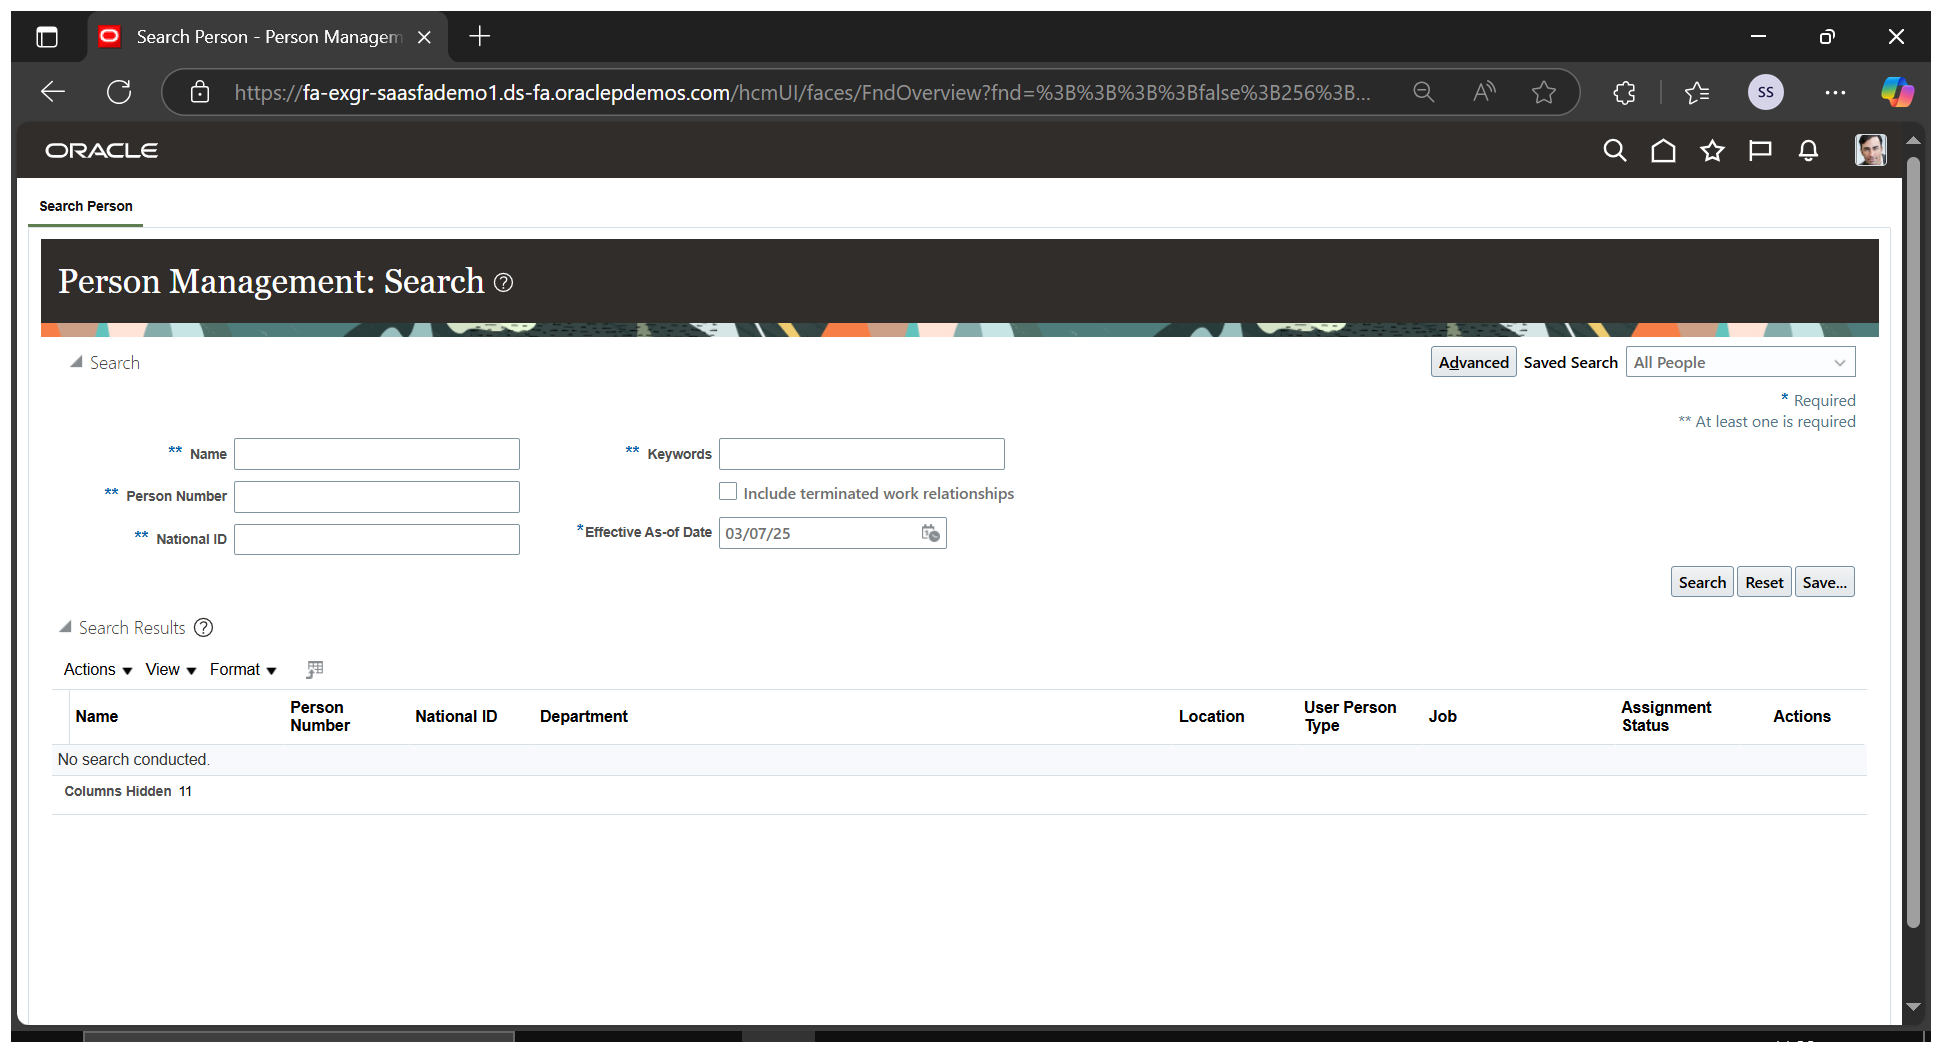 Search Person - Person Managem
https://fa-exgr-saasfademo1.ds-fa.oraclepdemos.com/hcmUI/faces/FndOverview?fnd=%3B%3B%3B%3Bfalse%3B256%3B...
SS
ORACLE
Search Person
Person Management: Search ?
Search
Advanced Saved Search All People
* Required
** At least one is required
** Name
** Keywords
** Person Number
Include terminated work relationships
** National ID
* Effective As-of Date 03/07/25
Search Reset Save...
Search Results ?
Actions View Format
Name Person Number National ID Department Location User Person Type Job Assignment Status Actions
No search conducted.
Columns Hidden 11